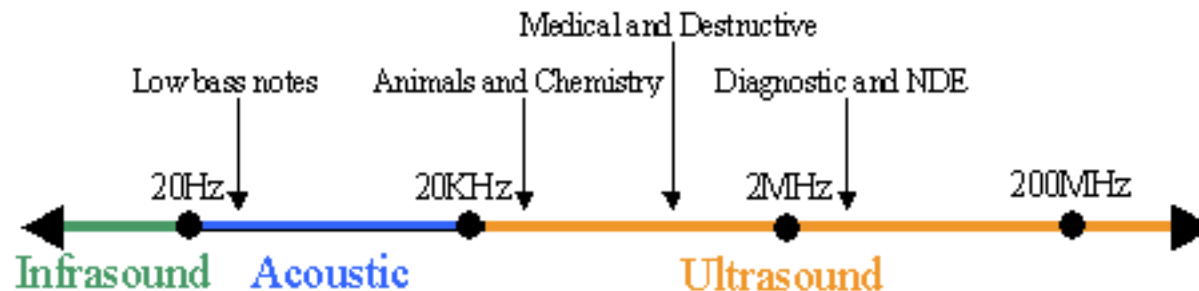 Medical and Destructive
Low bass notes
Animals and Chemistry
Diagnostic and NDE
20Hz
20KHz
2MHz
200MHz
Infrasound
Acoustic
Ultrasound